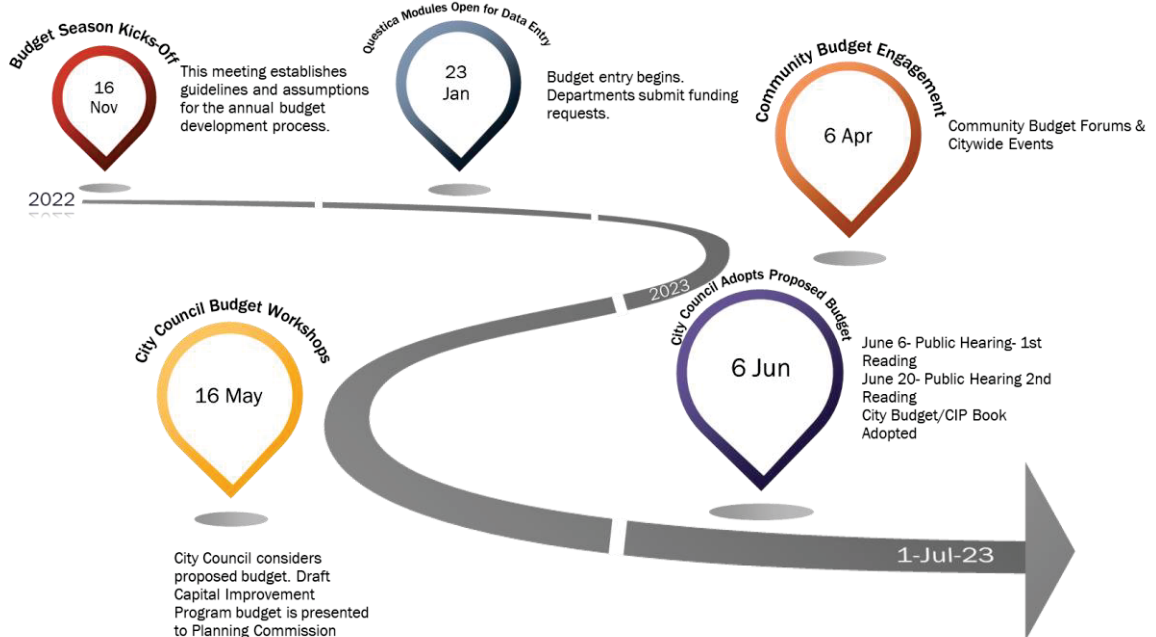 Budget Season Kicks-Off
16
Nov
This meeting establishes
guidelines and assumptions
for the annual budget
development process.
Questica Modules Open for Data Entry
23
Jan
Budget entry begins.
Departments submit funding
requests.
Community Budget Engagement
6 Apr
Community Budget Forums &
Citywide Events
2022
2023
City Council Budget Workshops
16 May
City Council considers
proposed budget. Draft
Capital Improvement
Program budget is presented
to Planning Commission
City Council Adopts Proposed Budget
6 Jun
June 6- Public Hearing- 1st
Reading
June 20- Public Hearing 2nd
Reading
City Budget/CIP Book
Adopted
1-Jul-23